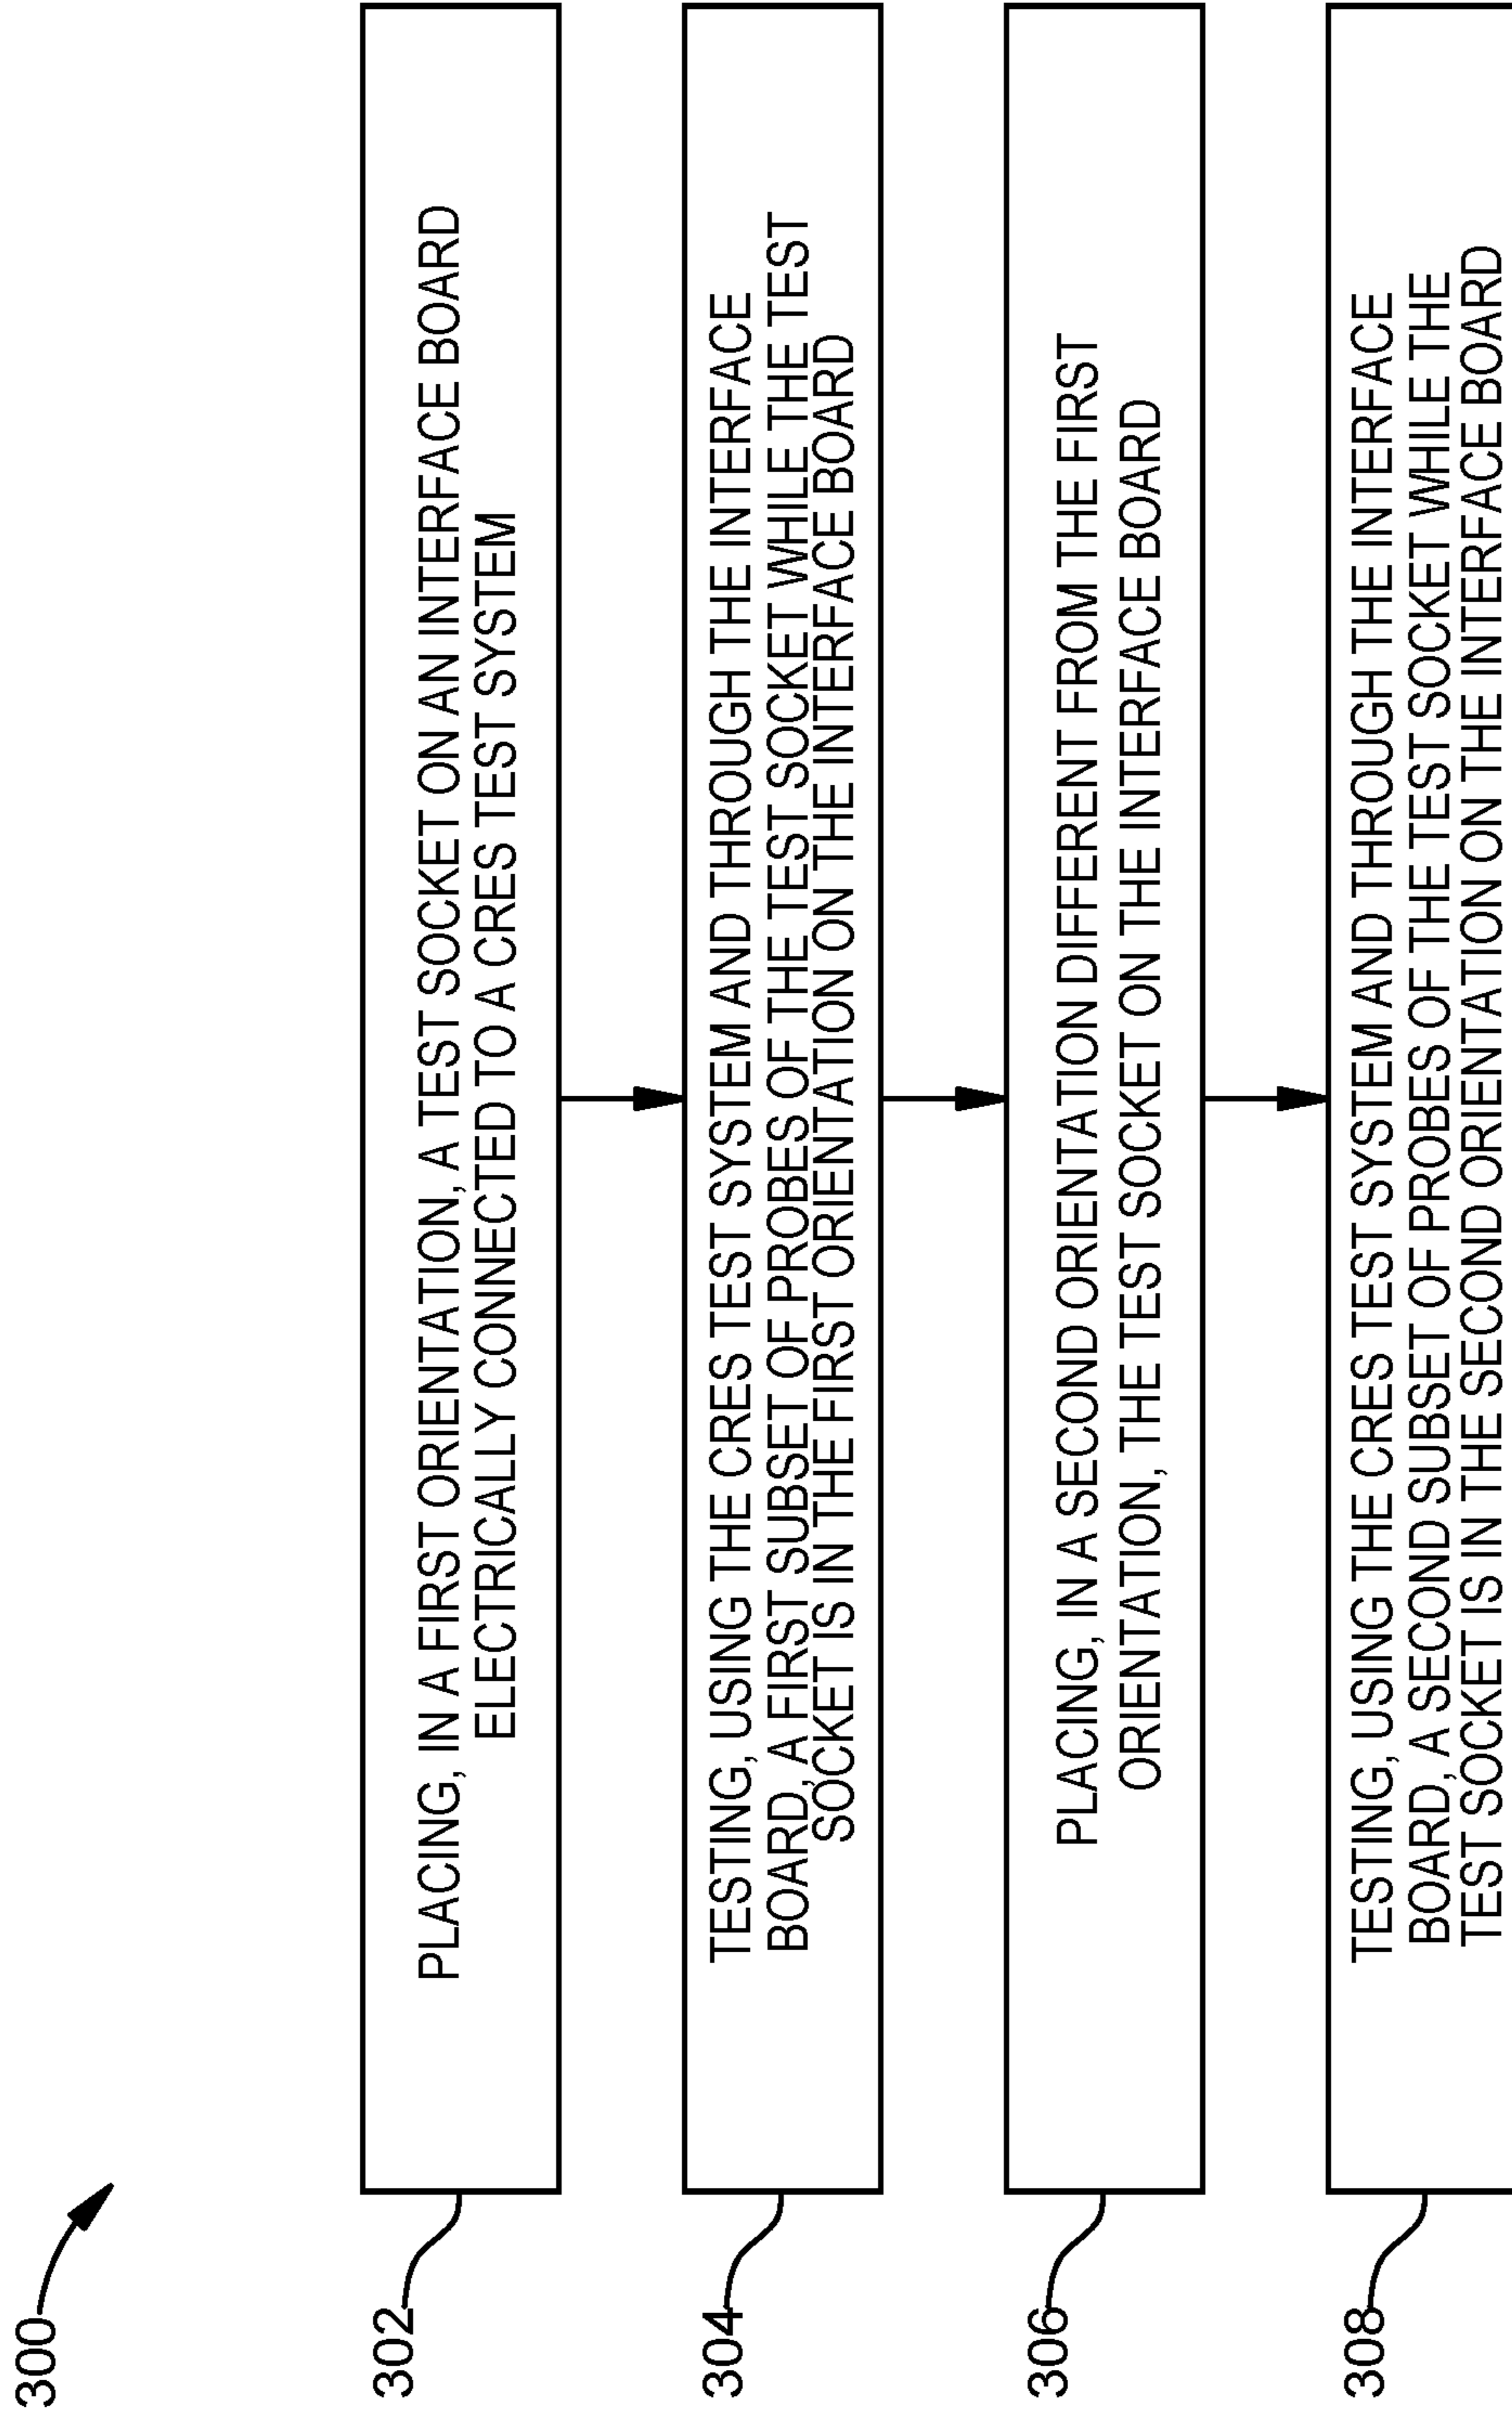 300
302
PLACING, IN A FIRST ORIENTATION, A TEST SOCKET ON AN INTERFACE BOARD
ELECTRICALLY CONNECTED TO A CRES TEST SYSTEM
304
TESTING, USING THE CRES TEST SYSTEM AND THROUGH THE INTERFACE
BOARD, A FIRST SUBSET OF PROBES OF THE TEST SOCKET WHILE THE TEST
SOCKET IS IN THE FIRST ORIENTATION ON THE INTERFACE BOARD
306
PLACING, IN A SECOND ORIENTATION DIFFERENT FROM THE FIRST
ORIENTATION, THE TEST SOCKET ON THE INTERFACE BOARD
308
TESTING, USING THE CRES TEST SYSTEM AND THROUGH THE INTERFACE
BOARD, A SECOND SUBSET OF PROBES OF THE TEST SOCKET WHILE THE
TEST SOCKET IS IN THE SECOND ORIENTATION ON THE INTERFACE BOARD